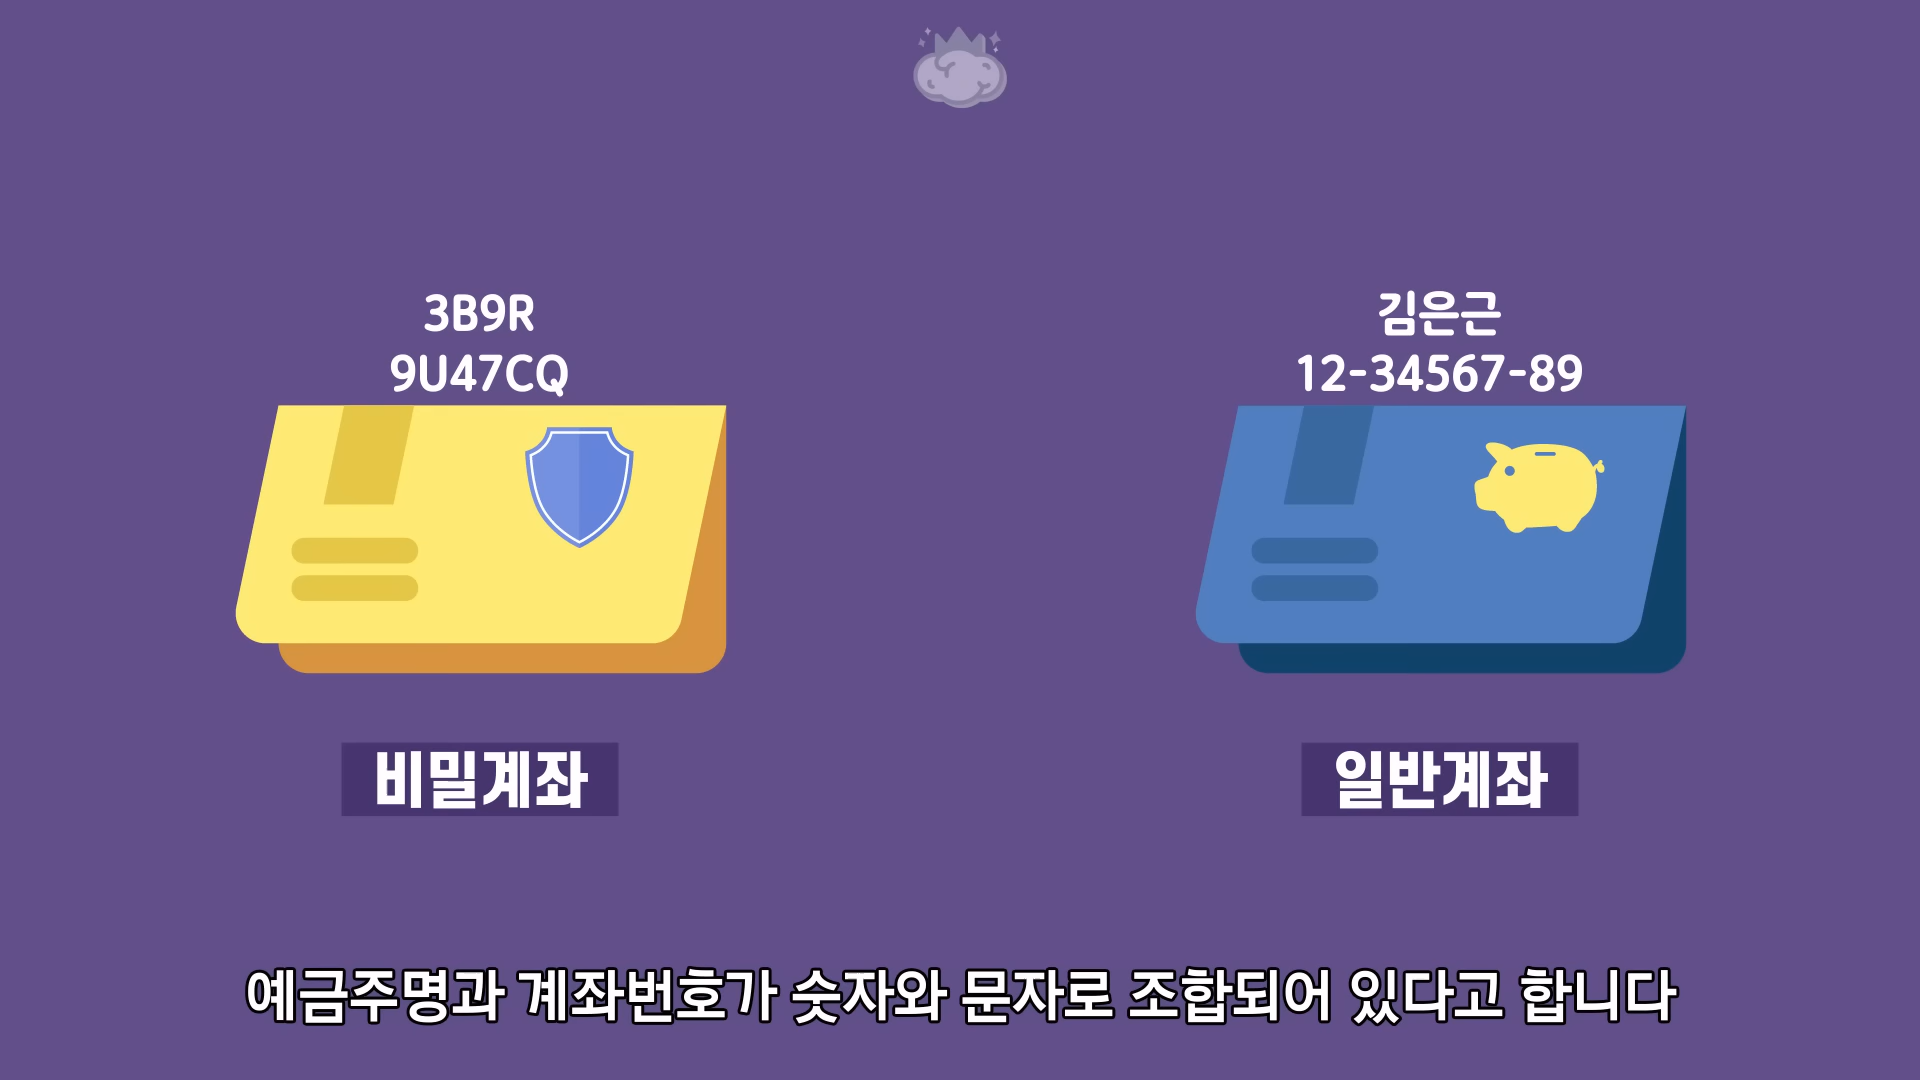 3B9R
9U47CQ
김은근
12-34567-89
비밀계좌
일반계좌
예금주명과 계좌번호가 숫자와 문자로 조합되어 있다고 합니다